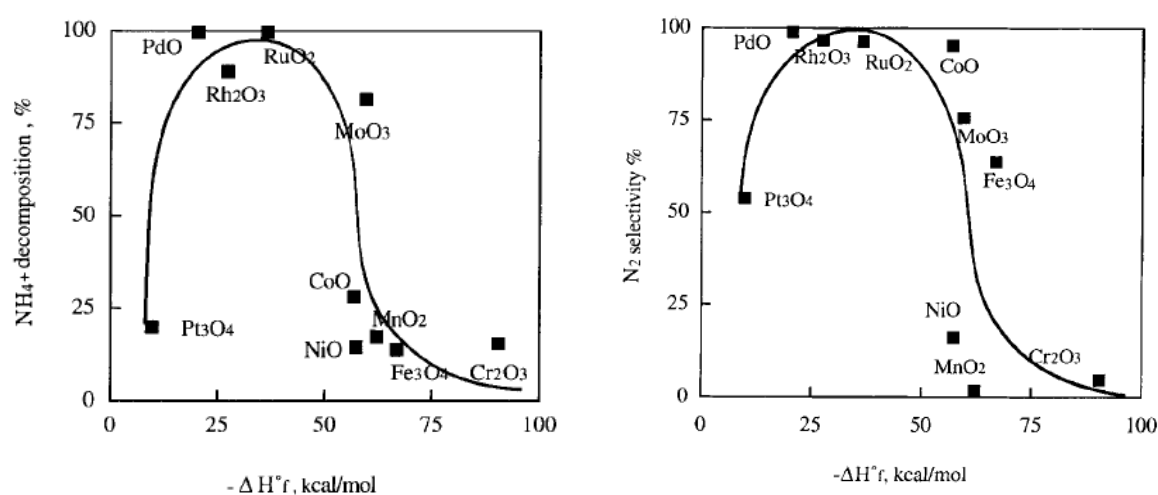 100
75
50
25
0
0
25
50
75
100
NH4+ decomposition , %
- Δ H°f, kcal/mol
PdO
RuO2
Rh2O3
MoO3
CoO
MnO2
Pt3O4
NiO
Fe3O4
Cr2O3
100
75
50
25
0
0
25
50
75
100
N2 selectivity %
-ΔH°f, kcal/mol
PdO
Rh2O3
RuO2
CoO
MoO3
Fe3O4
Pt3O4
NiO
MnO2
Cr2O3